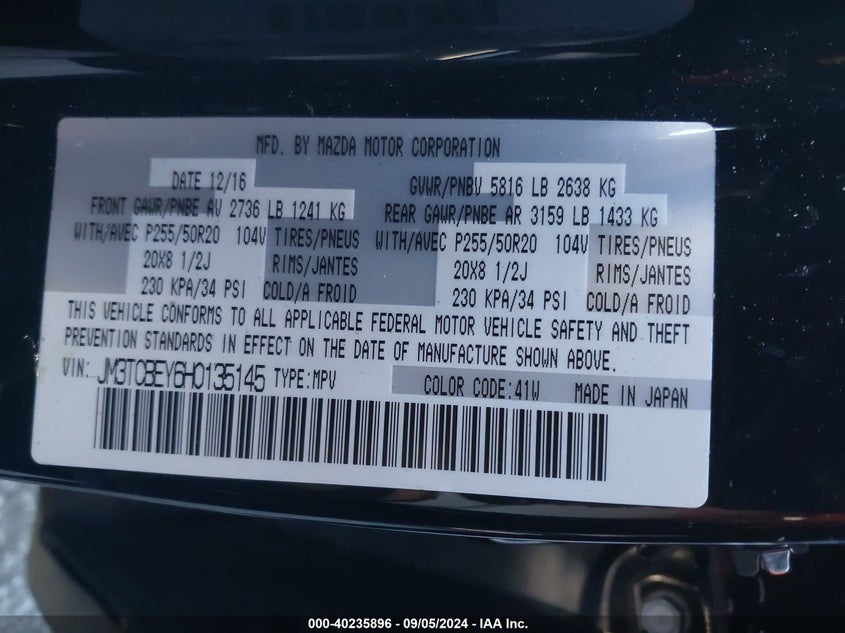 MFD. BY MAZDA MOTOR CORPORATION
DATE 12/16 GVWR/PNBV 5816 LB 2638 KG
FRONT GAWR/PNBE AV 2736 LB 1241 KG REAR GAWR/PNBE AR 3159 LB 1433 KG
WITH/AVEC P255/50R20 104V TIRES/PNEUS WITH/AVEC P255/50R20 104V TIRES/PNEUS
20X8 1/2J RIMS/JANTES 20X8 1/2J RIMS/JANTES
230 KPA/34 PSI COLD/A FROID 230 KPA/34 PSI COLD/A FROID
THIS VEHICLE CONFORMS TO ALL APPLICABLE FEDERAL MOTOR VEHICLE SAFETY AND THEFT
PREVENTION STANDARDS IN EFFECT ON THE DATE OF MANUFACTURE SHOWN ABOVE.
VIN: JM3TCBEY6H0135145 TYPE:MPV COLOR CODE:41W MADE IN JAPAN
000-40235896 - 09/05/2024 - IAA Inc.